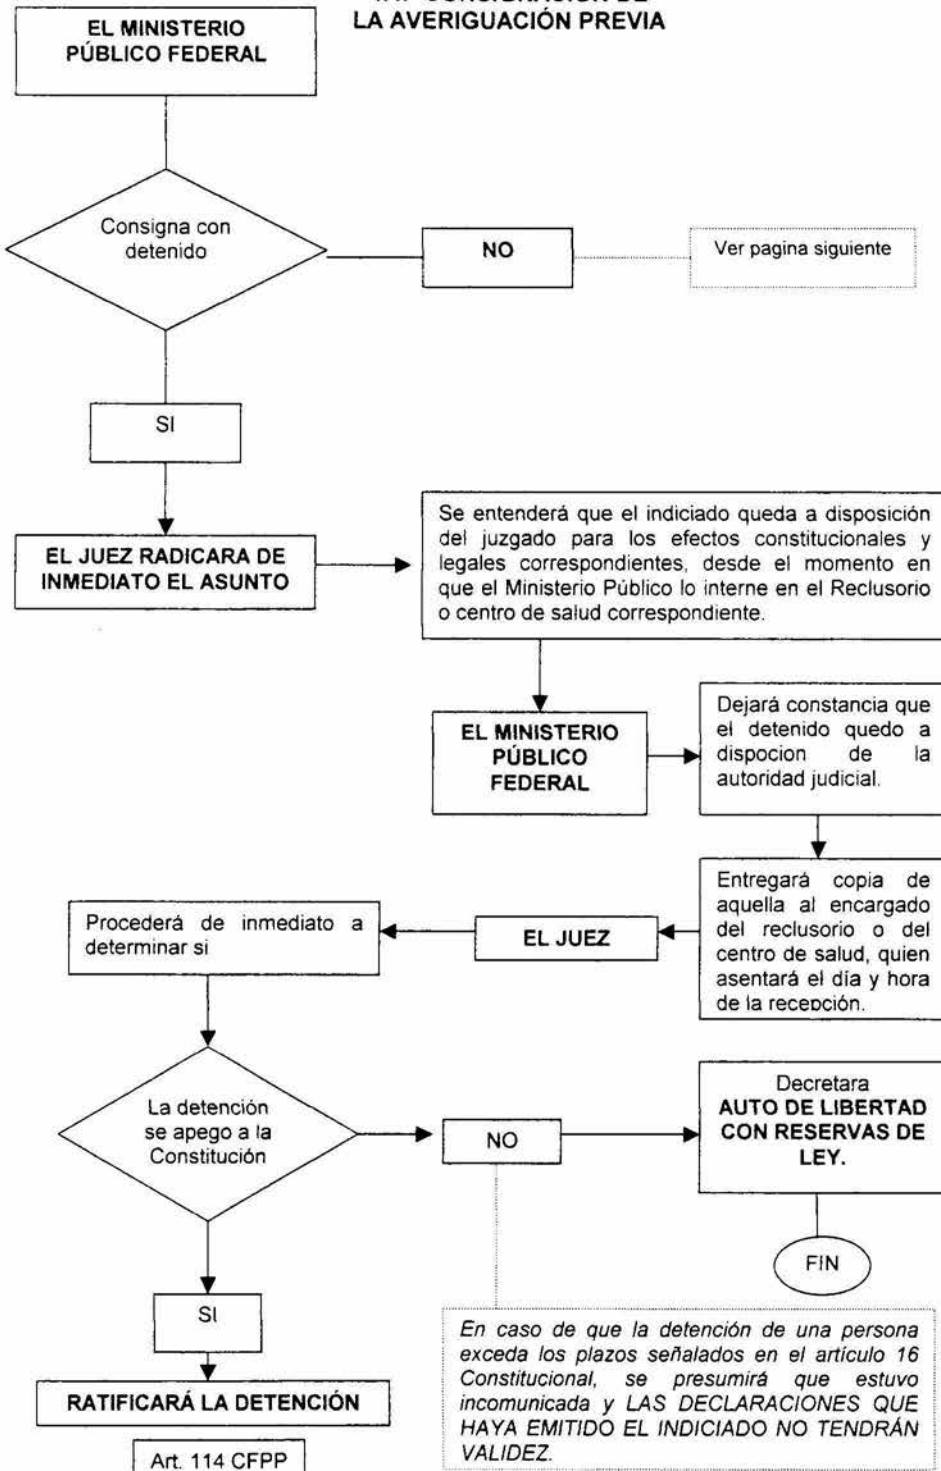 LA AVERIGUACIÓN PREVIA
EL MINISTERIO
PÚBLICO FEDERAL
Consigna con
detenido
NO
Ver pagina siguiente
SI
EL JUEZ RADICARA DE
INMEDIATO EL ASUNTO
Se entenderá que el indiciado queda a disposición
del juzgado para los efectos constitucionales y
legales correspondientes, desde el momento en
que el Ministerio Público lo interne en el Reclusorio
o centro de salud correspondiente.
EL MINISTERIO
PÚBLICO
FEDERAL
Dejará constancia que
el detenido quedo a
dispocion de la
autoridad judicial.
Entregará copia de
aquella al encargado
del reclusorio o del
centro de salud, quien
asentará el día y hora
de la recepción.
EL JUEZ
Procederá de inmediato a
determinar si
La detención
se apego a la
Constitución
NO
Decretara
AUTO DE LIBERTAD
CON RESERVAS DE
LEY.
FIN
SI
RATIFICARÁ LA DETENCIÓN
Art. 114 CFPP
En caso de que la detención de una persona
exceda los plazos señalados en el artículo 16
Constitucional, se presumirá que estuvo
incomunicada y LAS DECLARACIONES QUE
HAYA EMITIDO EL INDICIADO NO TENDRÁN
VALIDEZ.